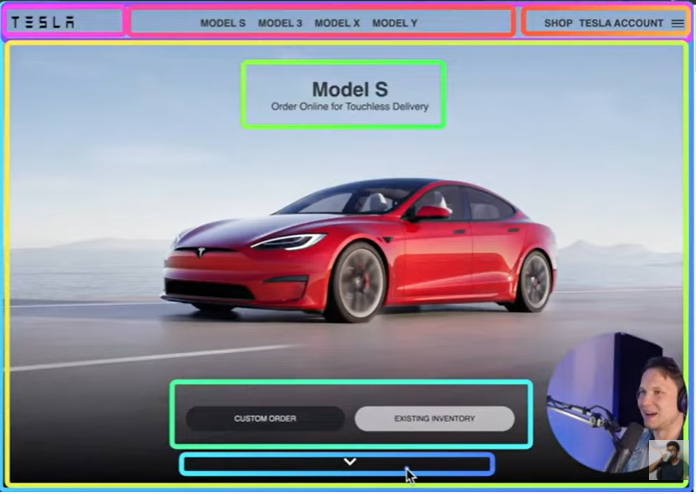 TESLA
MODEL S MODEL 3 MODEL X MODEL Y
SHOP TESLA ACCOUNT
Model S
Order Online for Touchless Delivery
CUSTOM ORDER
EXISTING INVENTORY